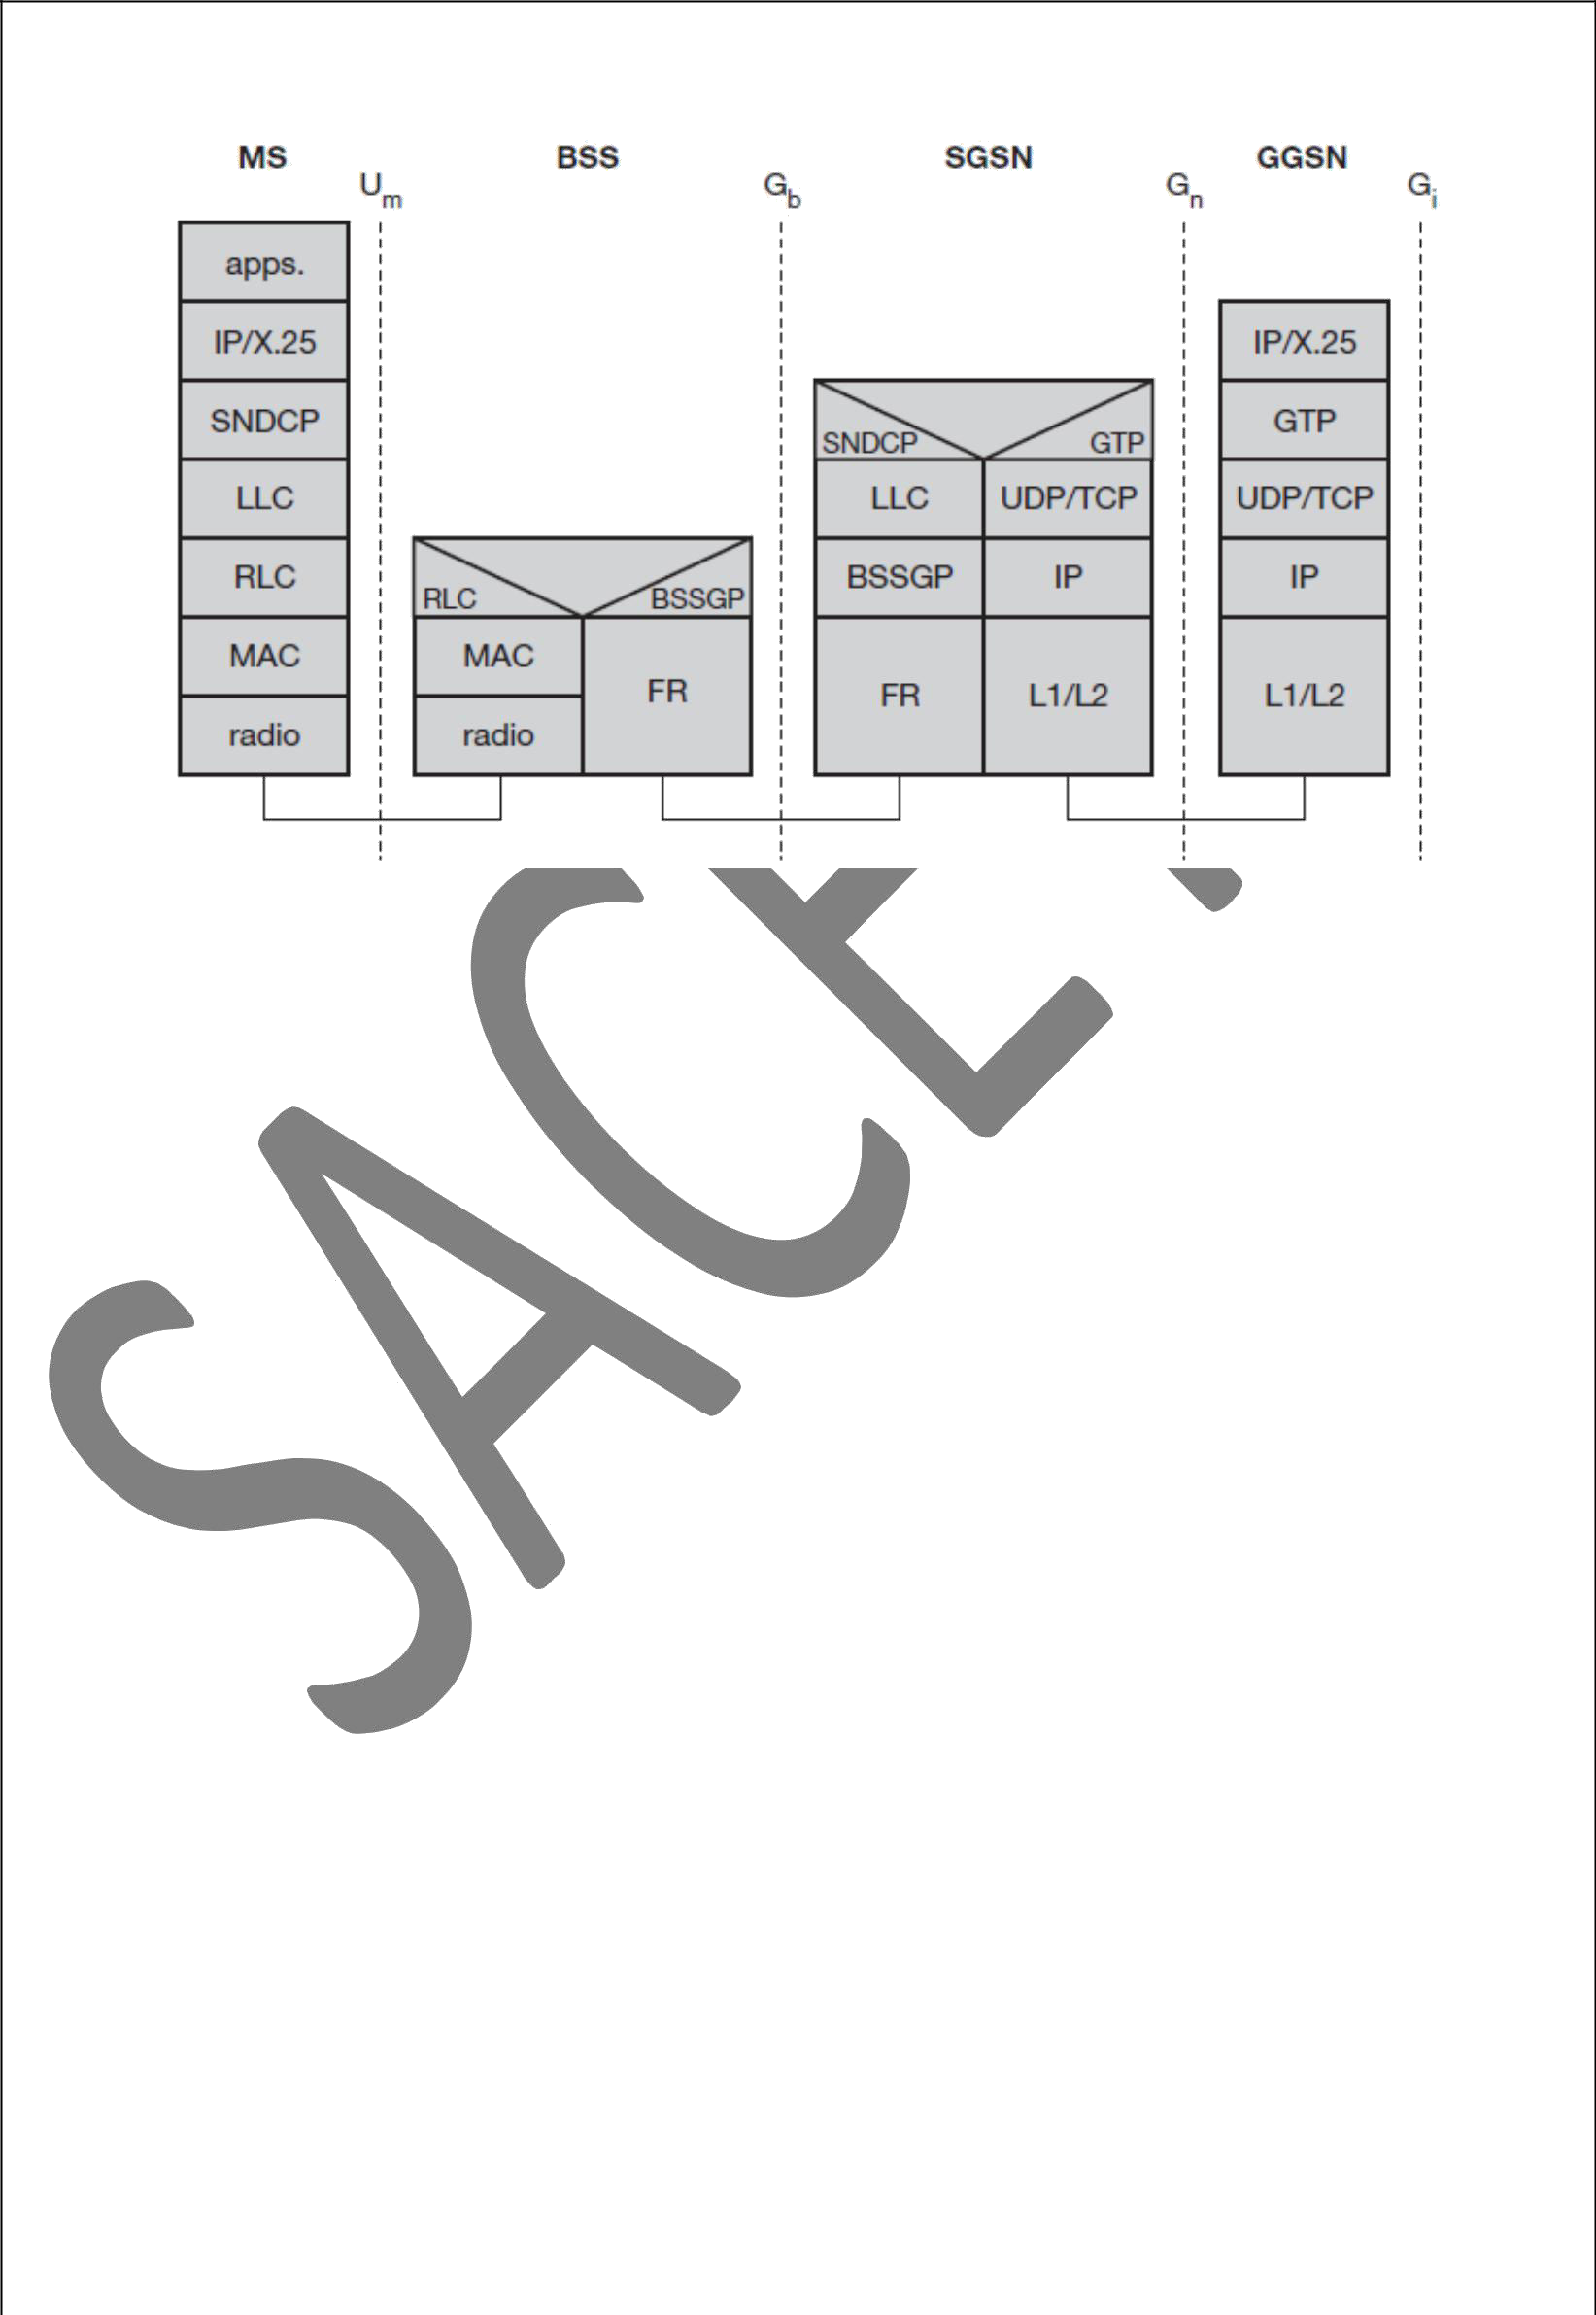 MS BSS SGSN GGSN
Um Gb Gn Gi
apps.
IP/X.25 IP/X.25
SNDCP SNDCP GTP GTP
LLC LLC UDP/TCP UDP/TCP
RLC RLC BSSGP BSSGP IP IP
MAC MAC FR FR L1/L2 L1/L2
radio radio
SACE